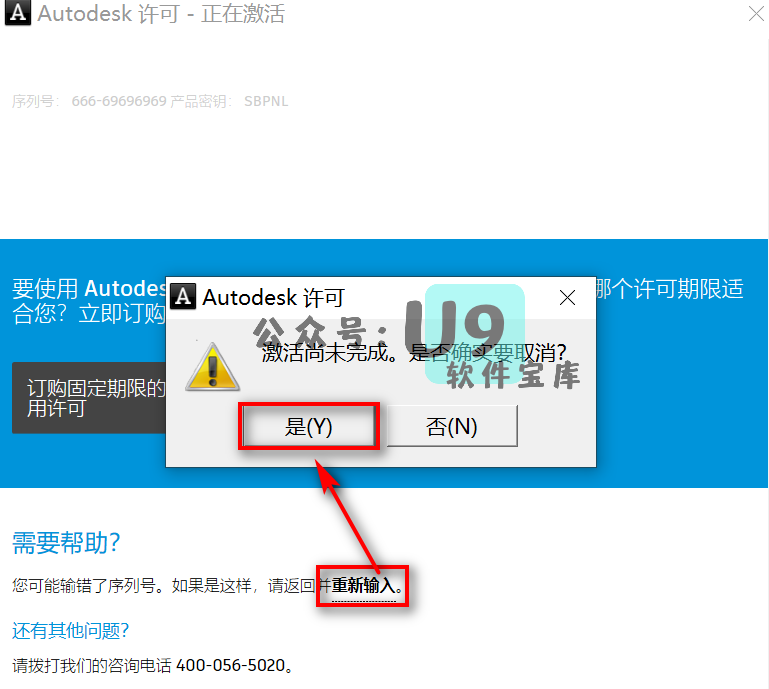 Autodesk 许可 - 正在激活
序列号： 666-69696969 产品密钥： SBPNL
要使用 Autodes
那个许可期限适
合您？立即订购
订购固定期限的
用许可
Autodesk 许可
公众号：U9
软件宝库
激活尚未完成。是否确实要取消？
是(Y)
否(N)
需要帮助？
您可能输错了序列号。如果是这样，请返回并重新输入。
还有其他问题？
请拨打我们的咨询电话 400-056-5020。